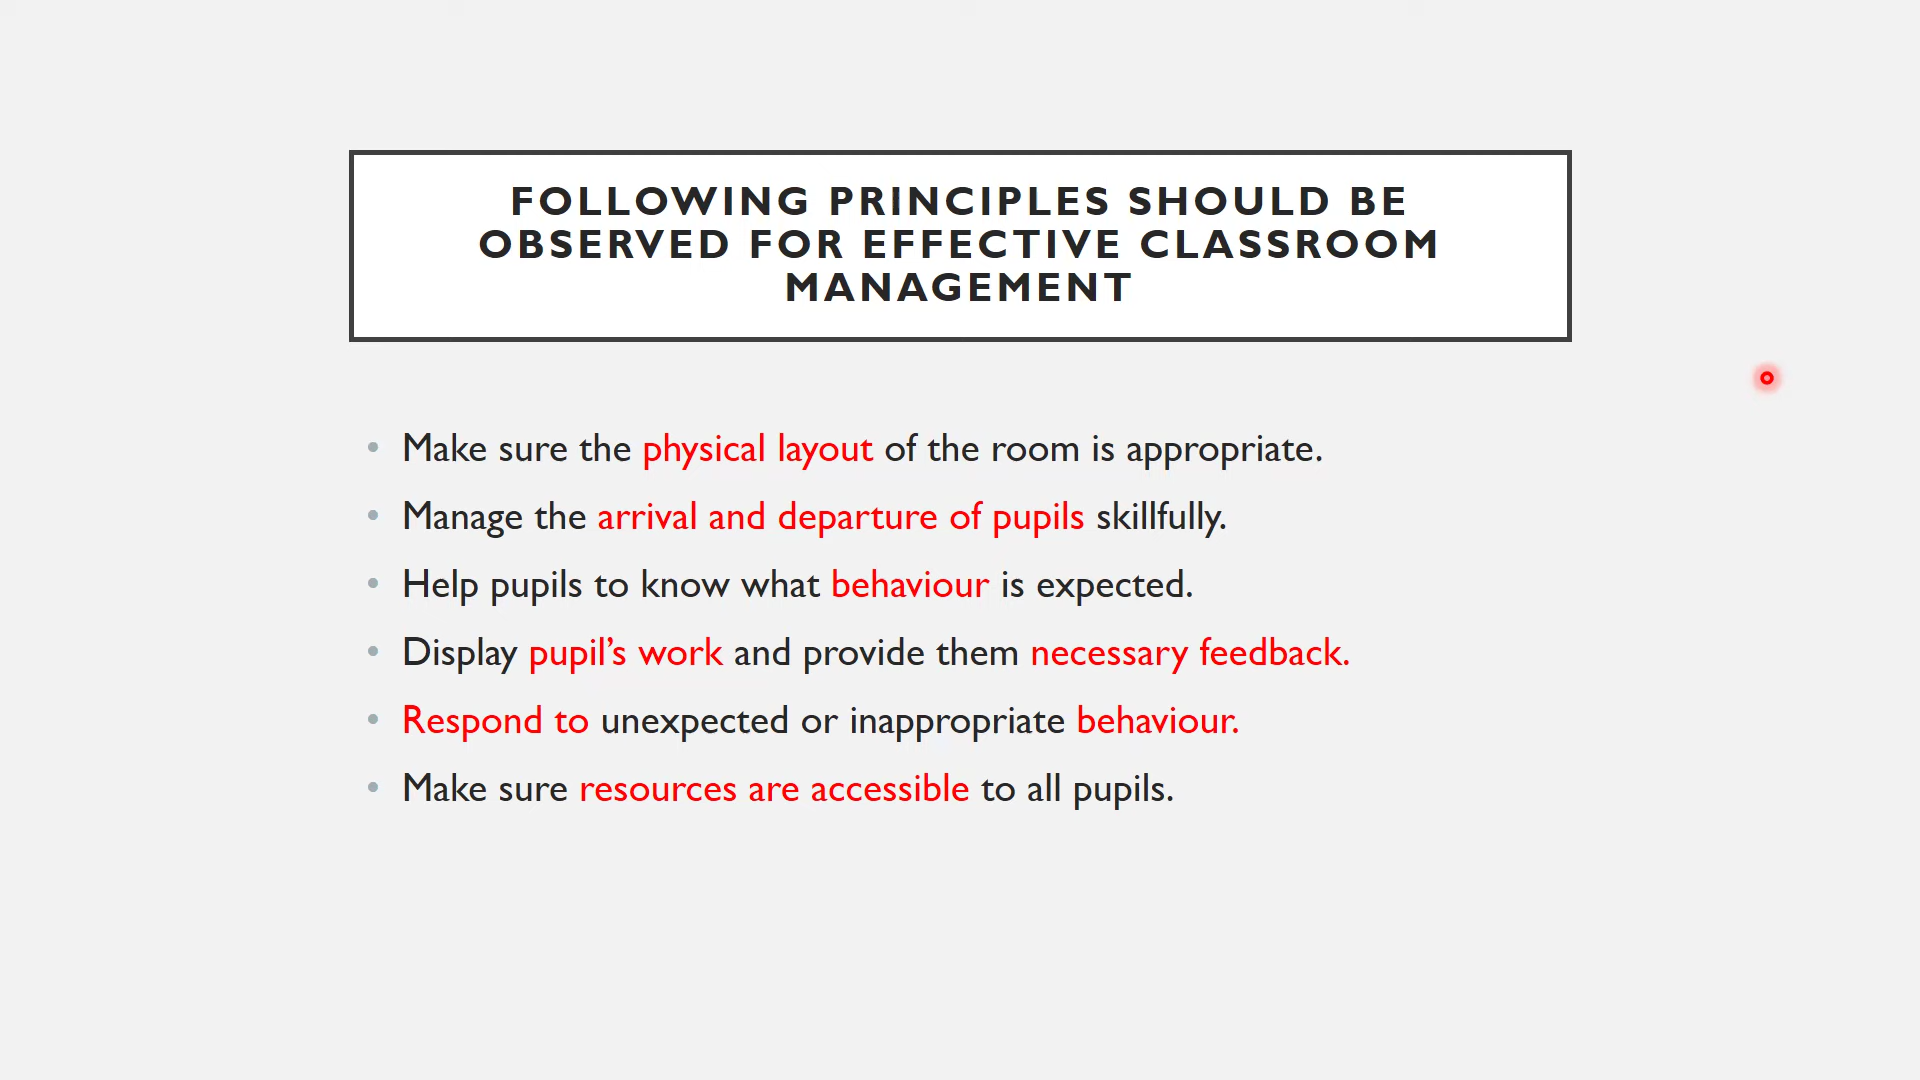 FOLLOWING PRINCIPLES SHOULD BE
OBSERVED FOR EFFECTIVE CLASSROOM
MANAGEMENT
• Make sure the physical layout of the room is appropriate.
• Manage the arrival and departure of pupils skillfully.
• Help pupils to know what behaviour is expected.
• Display pupil’s work and provide them necessary feedback.
• Respond to unexpected or inappropriate behaviour.
• Make sure resources are accessible to all pupils.